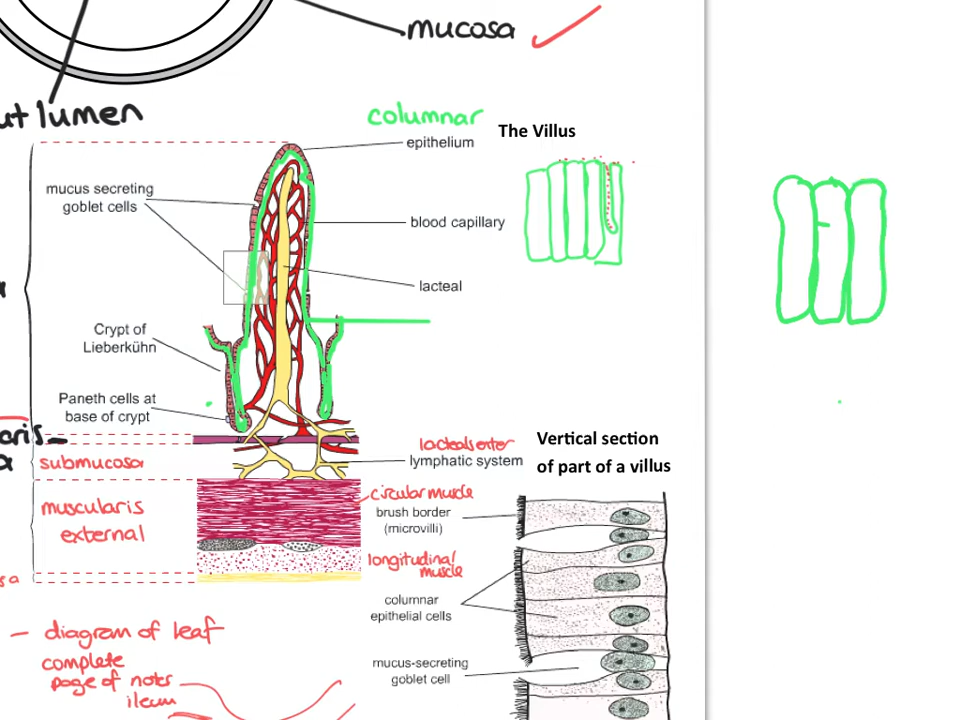 mucosa
ut lumen
columnar
The Villus
epithelium
mucus secreting
goblet cells
blood capillary
lacteal
Crypt of
Lieberkühn
Paneth cells at
base of crypt
aris
submucosa
lacteals enter
lymphatic system
Vertical section
of part of a villus
muscularis
external
circular muscle
brush border
(microvilli)
longitudinal
muscle
sa
columnar
epithelial cells
- diagram of leaf
complete
page of notes
ileum
mucus-secreting
goblet cell